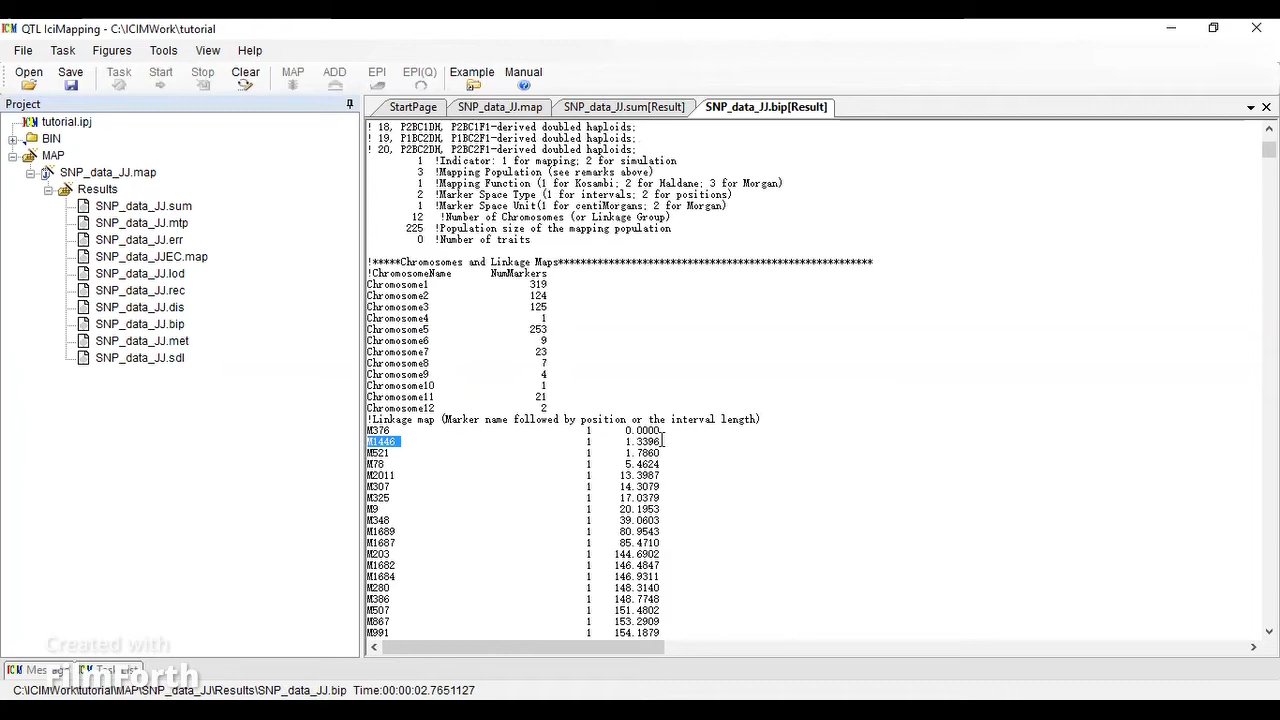 QTL IciMapping - C:\ICIMWork\tutorial
File Task Figures Tools View Help
Open Save Task Start Stop Clear MAP ADD EPI EPI(Q) Example Manual
Project
StartPage SNP_data_JJ.map SNP_data_JJ.sum[Result] SNP_data_JJ.bip[Result]
tutorial.ipj
BIN
MAP
SNP_data_JJ.map
Results
SNP_data_JJ.sum
SNP_data_JJ.mtp
SNP_data_JJ.err
SNP_data_JJEC.map
SNP_data_JJ.lod
SNP_data_JJ.rec
SNP_data_JJ.dis
SNP_data_JJ.bip
SNP_data_JJ.met
SNP_data_JJ.sdl
! 18, P2BC1DH, P2BC1F1-derived doubled haploids;
! 19, P1BC2DH, P1BC2F1-derived doubled haploids;
! 20, P2BC2DH, P2BC2F1-derived doubled haploids;
1 !Indicator: 1 for mapping; 2 for simulation
3 !Mapping Population (see remarks above)
1 !Mapping Function (1 for Kosambi; 2 for Haldane; 3 for Morgan)
2 !Marker Space Type (1 for intervals; 2 for positions)
1 !Marker Space Unit(1 for centiMorgans; 2 for Morgan)
12 !Number of Chromosomes (or Linkage Group)
225 !Population size of the mapping population
0 !Number of traits
!*****Chromosomes and Linkage Maps********************************************************
!ChromosomeName NumMarkers
Chromosome1 319
Chromosome2 124
Chromosome3 125
Chromosome4 1
Chromosome5 253
Chromosome6 9
Chromosome7 23
Chromosome8 7
Chromosome9 4
Chromosome10 1
Chromosome11 21
Chromosome12 2
!Linkage map (Marker name followed by position or the interval length)
M376 1 0.0000
M1446 1 1.3396
M521 1 1.7860
M78 1 5.4624
M2011 1 13.3987
M307 1 14.3079
M325 1 17.0379
M9 1 20.1953
M348 1 39.0603
M1689 1 80.9543
M1687 1 85.4710
M203 1 144.6902
M1682 1 146.4847
M1684 1 146.9311
M280 1 148.3140
M386 1 148.7748
M507 1 151.4802
M867 1 153.2909
M991 1 154.1879
Created with
FilmForth
C:\ICIMWork\tutorial\MAP\SNP_data_JJ\Results\SNP_data_JJ.bip Time:00:00:02.7651127